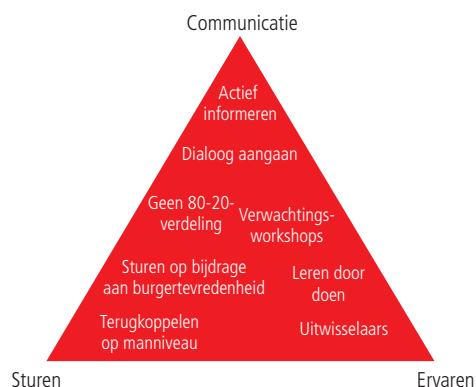 Communicatie
Actief
informeren
Dialoog aangaan
Geen 80-20-
verdeling
Verwachtings-
workshops
Sturen op bijdrage
aan burgertevredenheid
Leren door
doen
Terugkoppelen
op manniveau
Uitwisselaars
Sturen
Ervaren